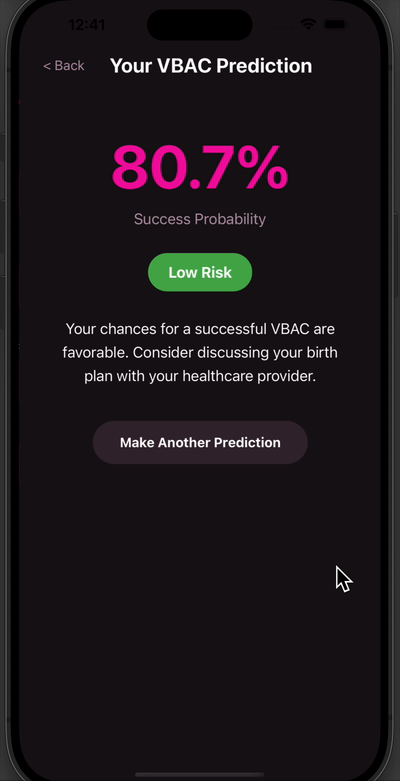 12:41
< Back
Your VBAC Prediction
80.7%
Success Probability
Low Risk
Your chances for a successful VBAC are
favorable. Consider discussing your birth
plan with your healthcare provider.
Make Another Prediction